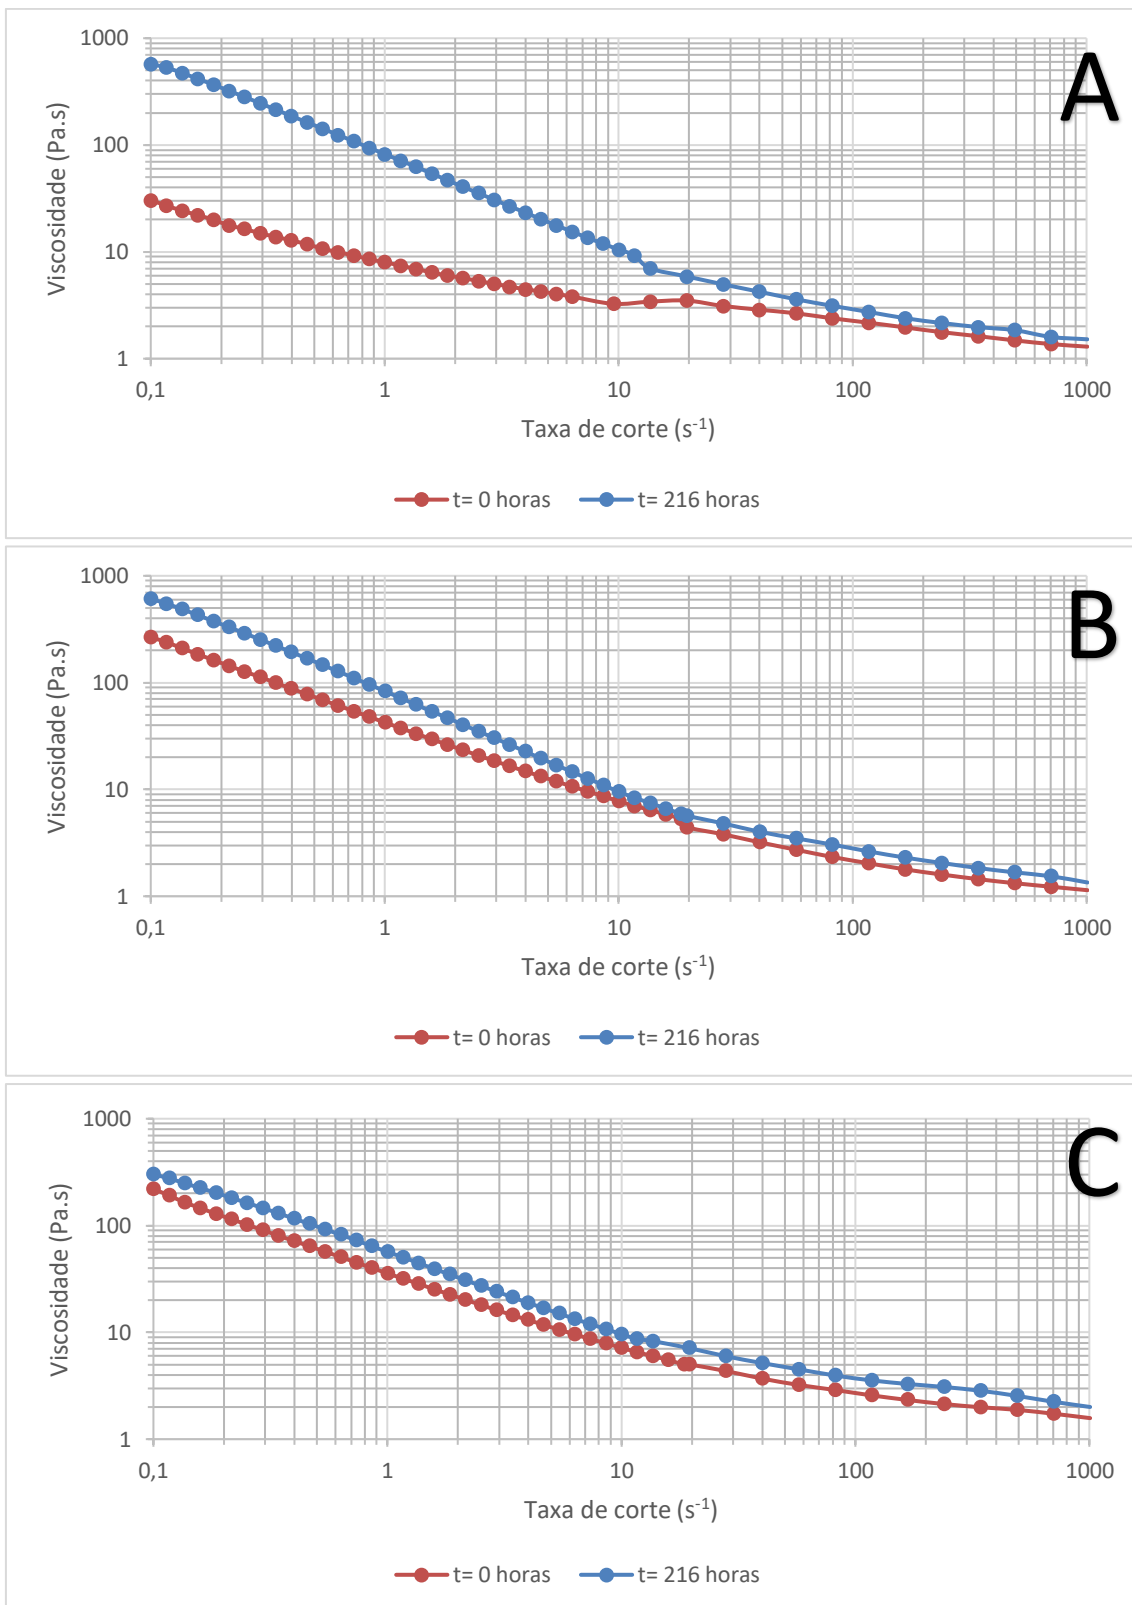 A
1000
100
10
1
Viscosidade (Pa.s)
0,1 1 10 100 1000
Taxa de corte (s⁻¹)
t= 0 horas t= 216 horas
B
1000
100
10
1
Viscosidade (Pa.s)
0,1 1 10 100 1000
Taxa de corte (s⁻¹)
t= 0 horas t= 216 horas
C
1000
100
10
1
Viscosidade (Pa.s)
0,1 1 10 100 1000
Taxa de corte (s⁻¹)
t= 0 horas t= 216 horas